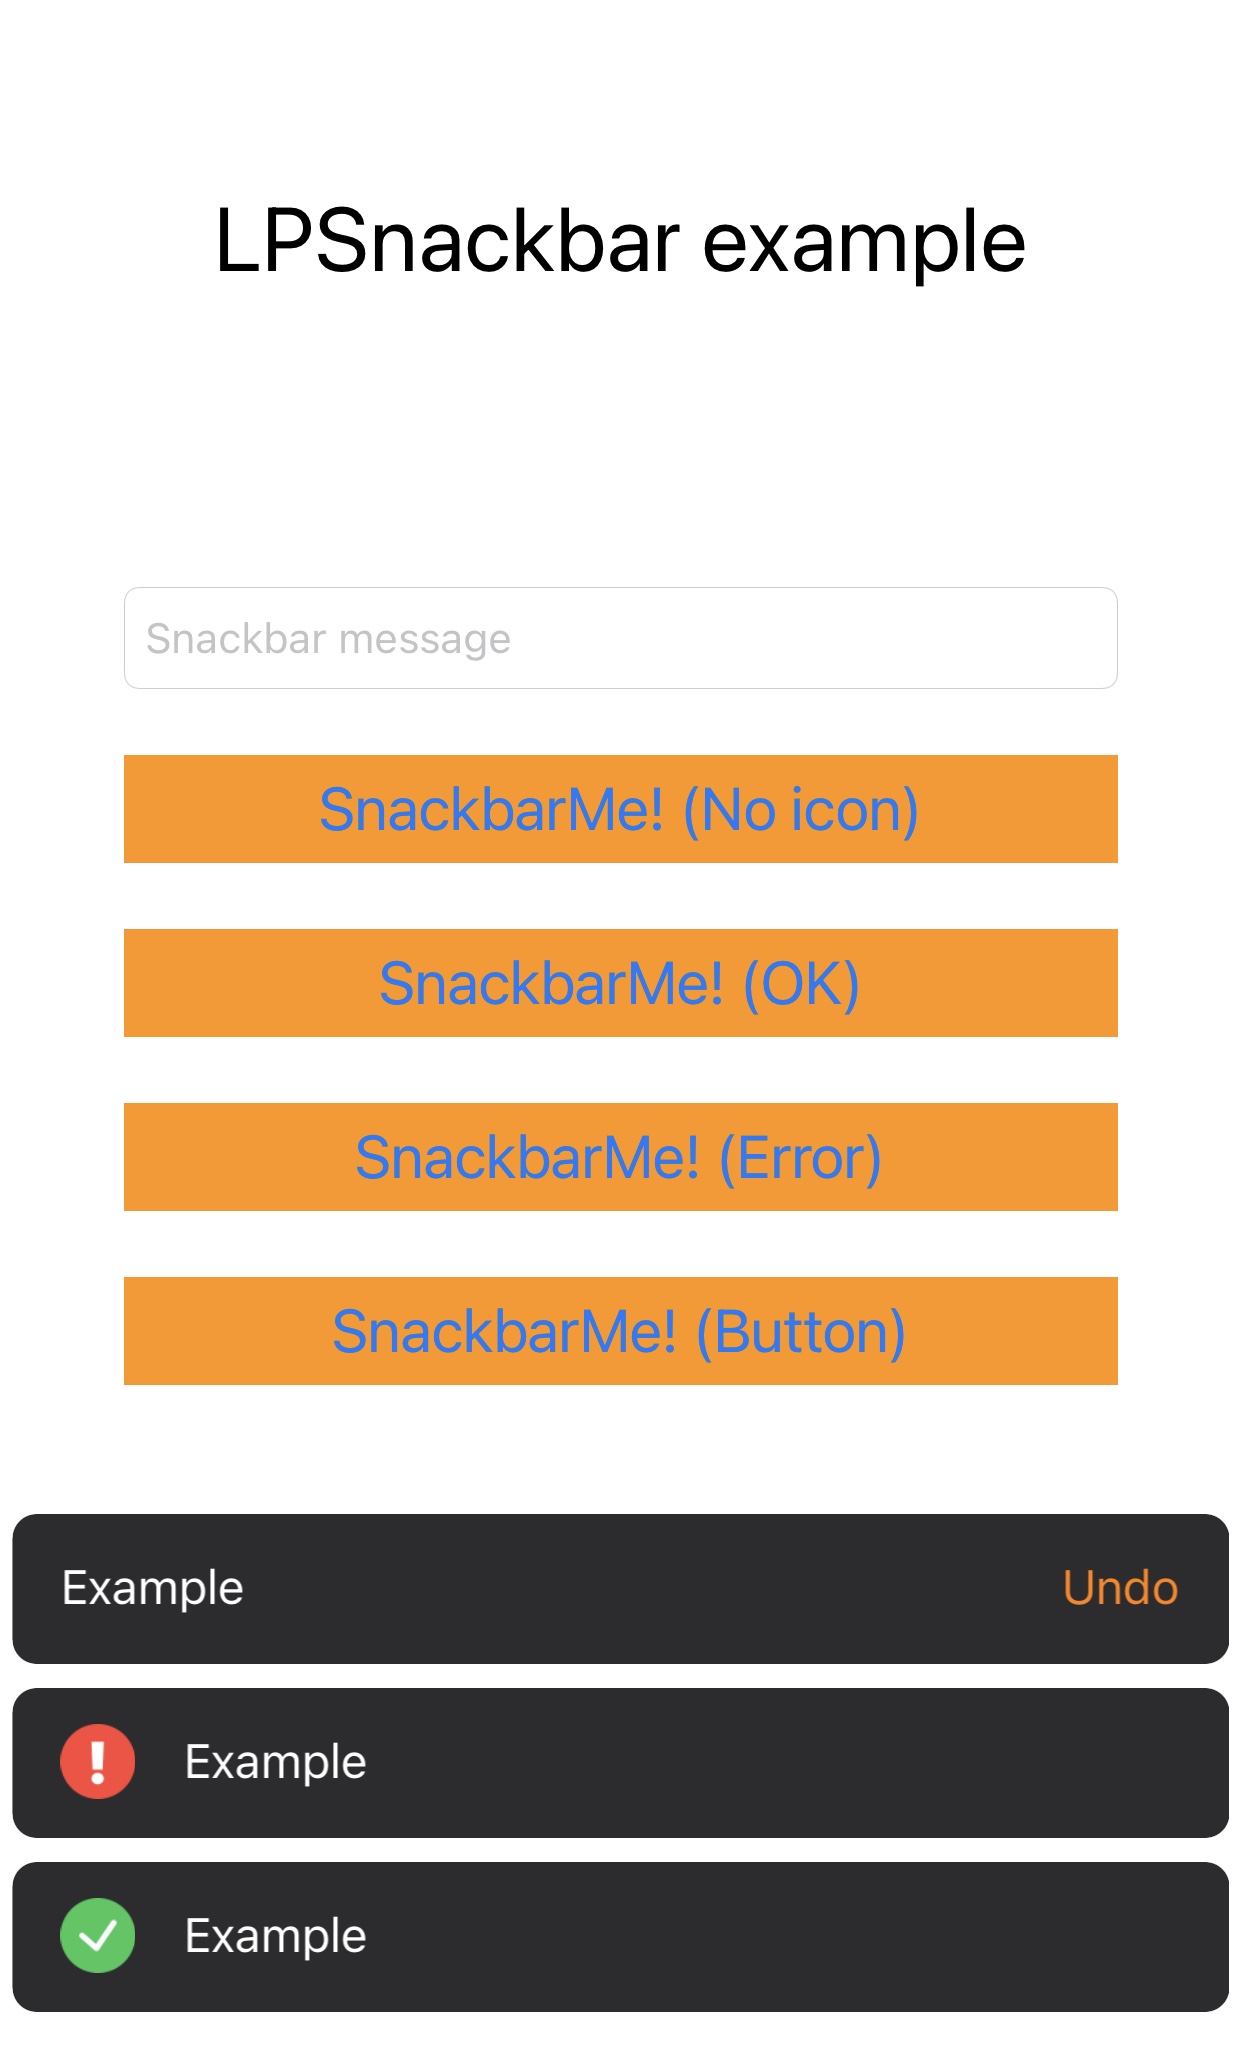 LPSnackbar example
Snackbar message
SnackbarMe! (No icon)
SnackbarMe! (OK)
SnackbarMe! (Error)
SnackbarMe! (Button)
Example Undo
Example
Example